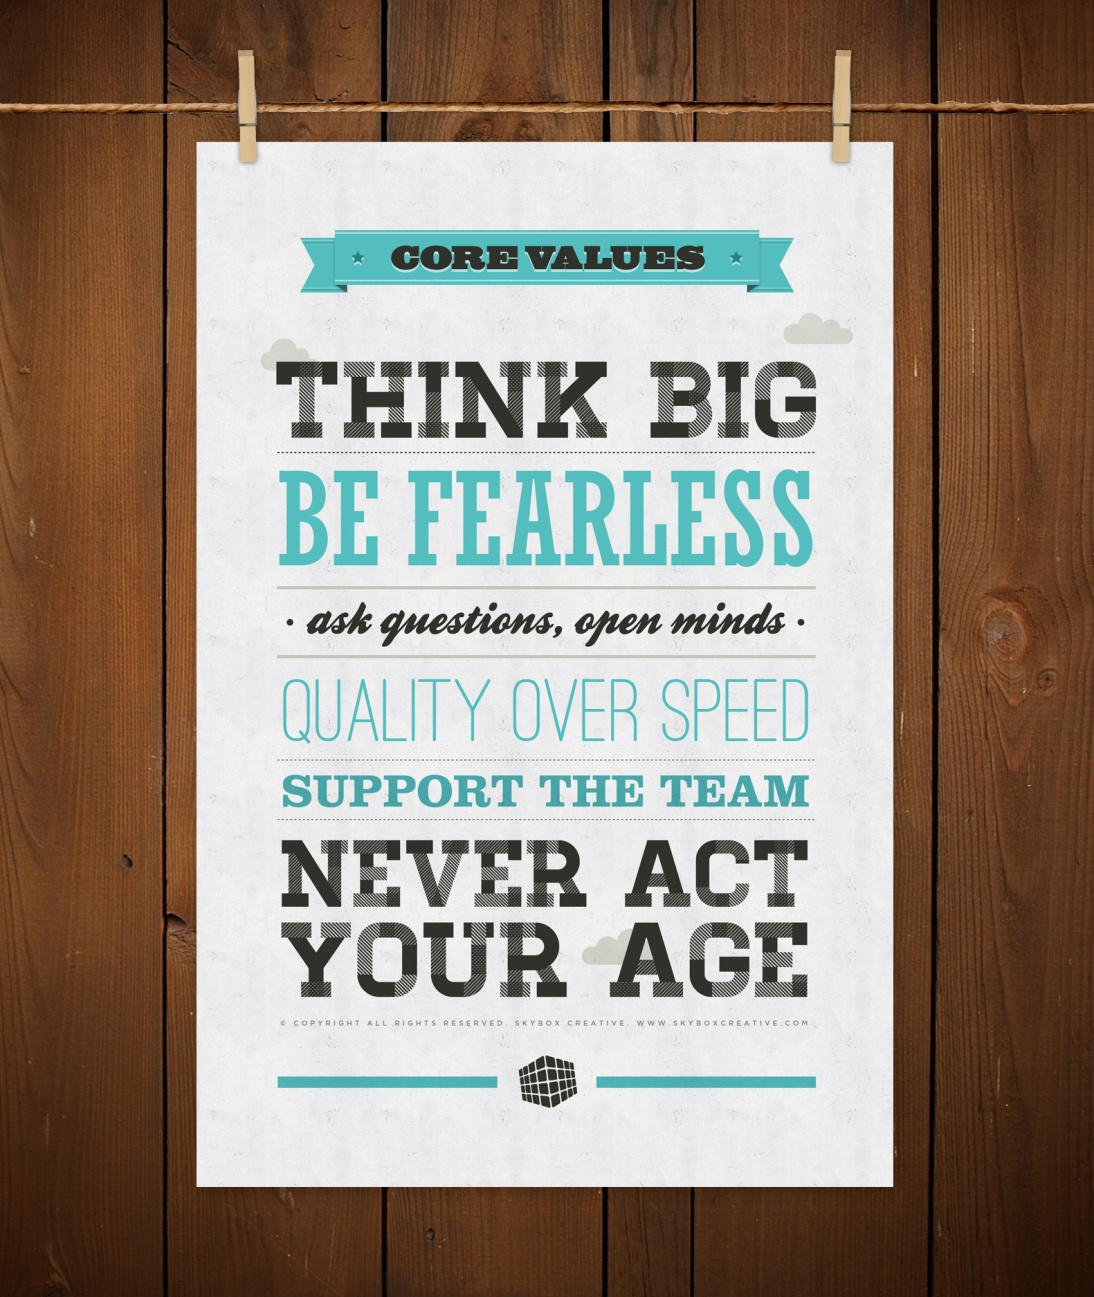 CORE VALUES
THINK BIG
BE FEARLESS
· ask questions, open minds ·
QUALITY OVER SPEED
SUPPORT THE TEAM
NEVER ACT
YOUR AGE
© COPYRIGHT ALL RIGHTS RESERVED. SKYBOX CREATIVE. WWW.SKYBOXCREATIVE.COM